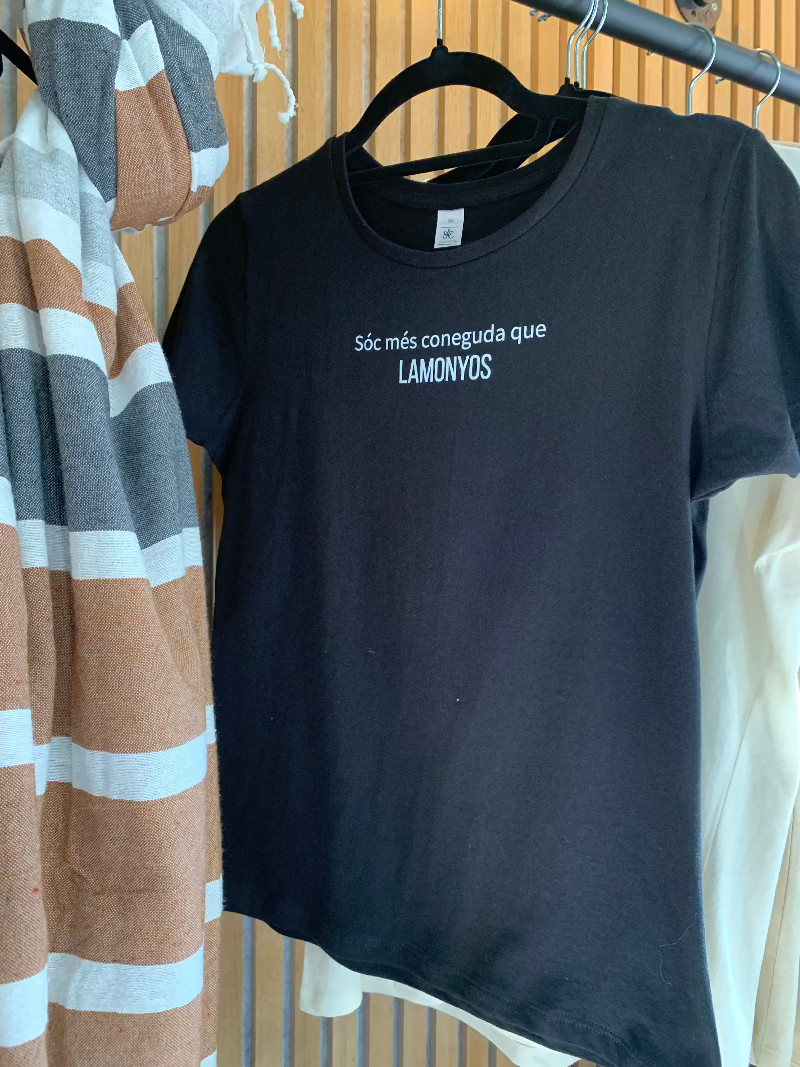 Sóc més coneguda que
LAMONYOS
B&C